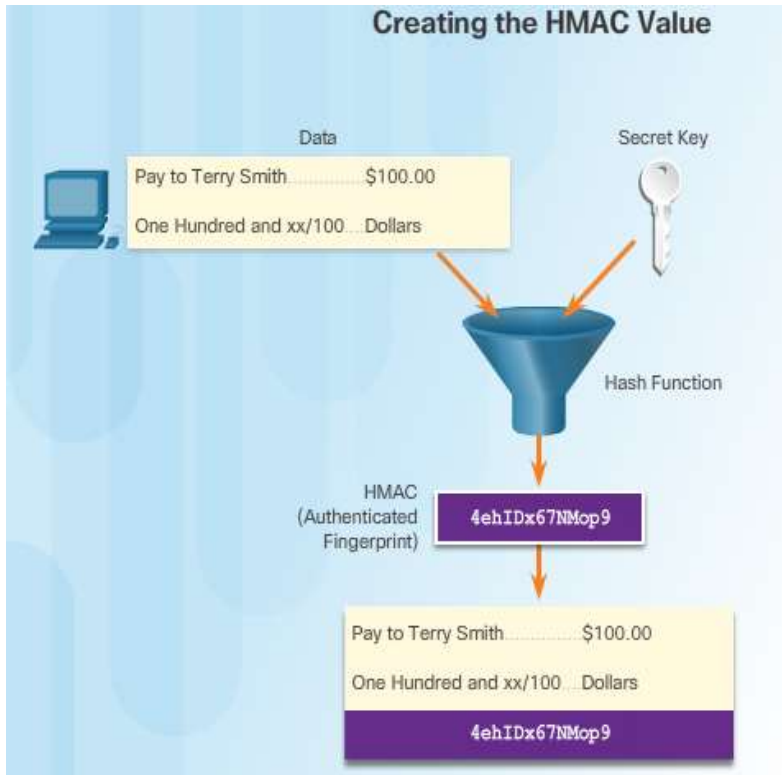 Creating the HMAC Value
Data
Secret Key
Pay to Terry Smith................$100.00
One Hundred and xx/100....Dollars
Hash Function
HMAC
(Authenticated
Fingerprint)
4ehIDx67NMop9
Pay to Terry Smith................$100.00
One Hundred and xx/100....Dollars
4ehIDx67NMop9